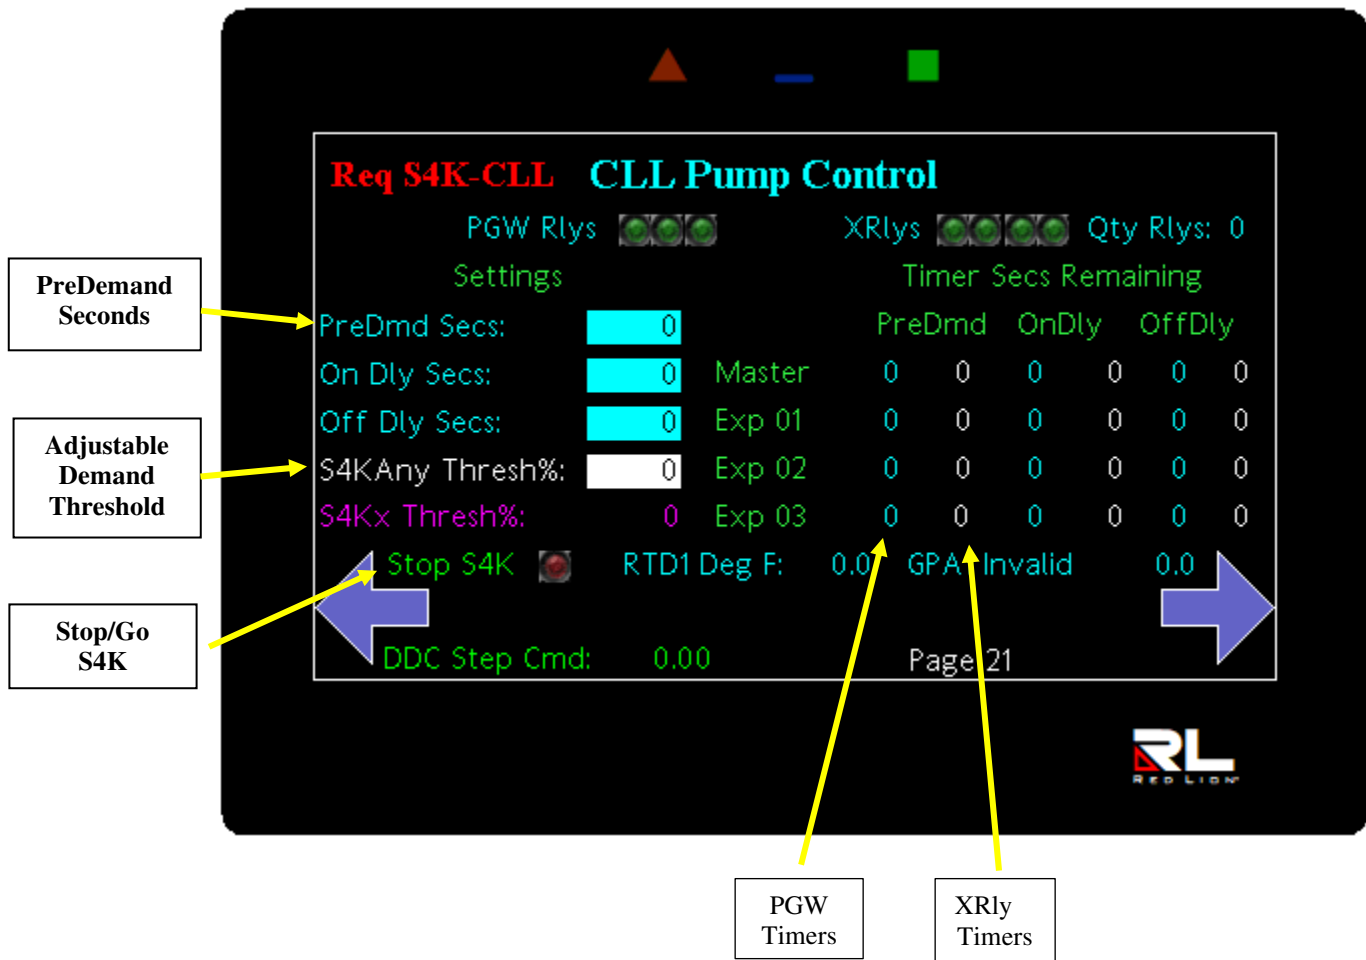 Req S4K-CLL CLL Pump Control
PGW Rlys XRlys Qty Rlys: 0
Settings Timer Secs Remaining
PreDemand
Seconds
PreDmd Secs: 0 PreDmd OnDly OffDly
On Dly Secs: 0 Master 0 0 0 0 0 0
Off Dly Secs: 0 Exp 01 0 0 0 0 0 0
Adjustable
Demand
Threshold
S4KAny Thresh%: 0 Exp 02 0 0 0 0 0 0
S4Kx Thresh%: 0 Exp 03 0 0 0 0 0 0
Stop S4K RTD1 Deg F: 0.0 GPA Invalid 0.0
Stop/Go
S4K
DDC Step Cmd: 0.00 Page 21
RL
RED LION
PGW
Timers
XRly
Timers